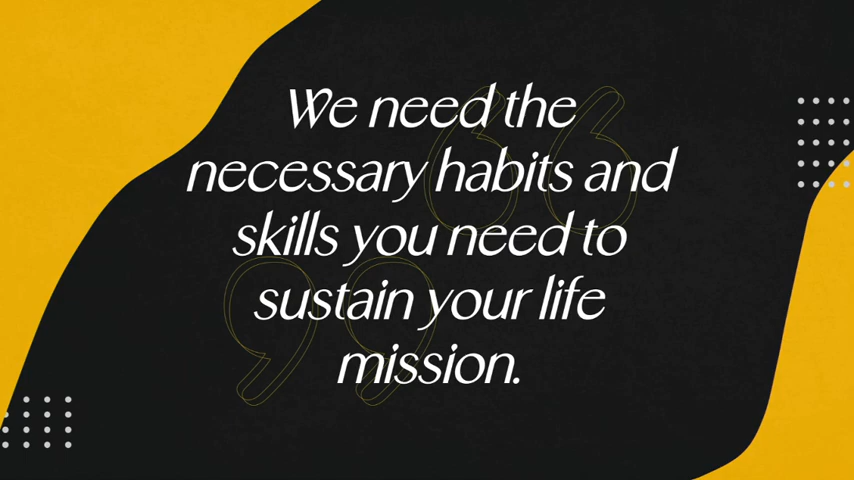 We need the
necessary habits and
skills you need to
sustain your life
mission.